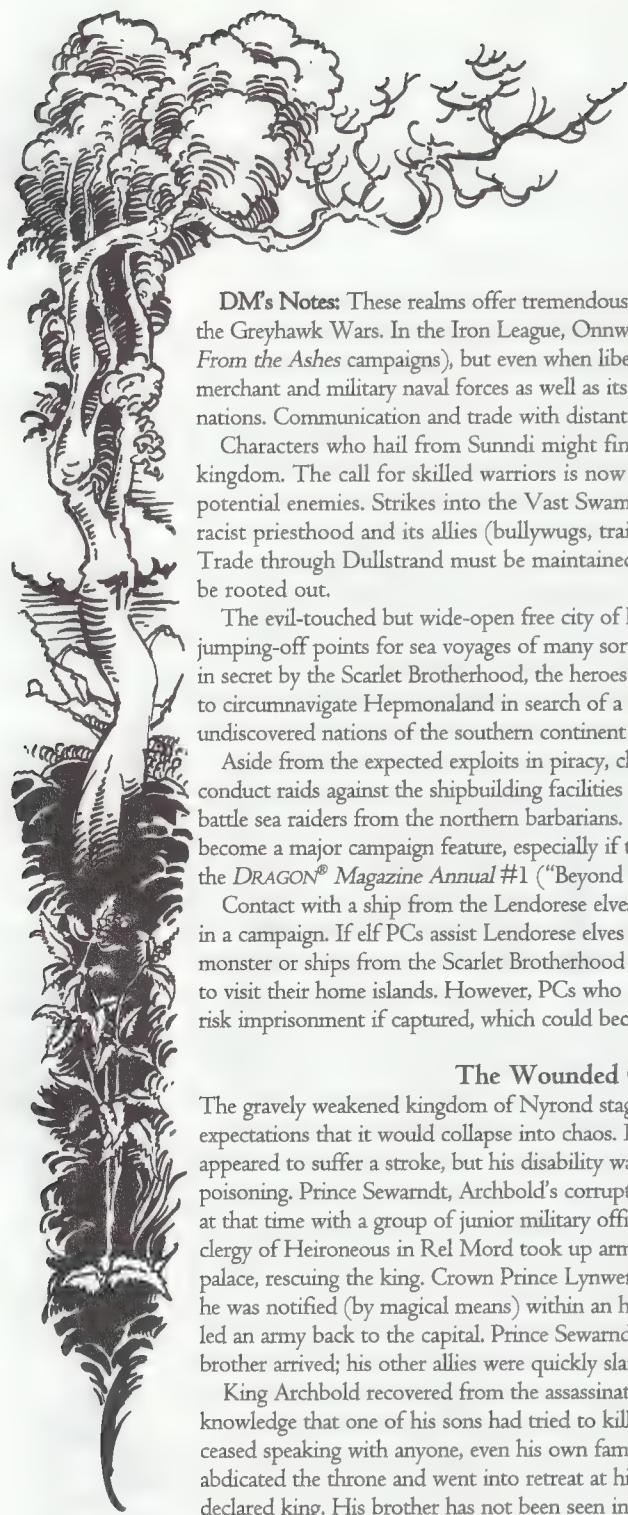 DM's Notes: These realms offer tremendous
the Greyhawk Wars. In the Iron League, Onnw
From the Ashes campaigns), but even when libe
merchant and military naval forces as well as its
nations. Communication and trade with distant
Characters who hail from Sunndi might fin
kingdom. The call for skilled warriors is now
potential enemies. Strikes into the Vast Swam
racist priesthood and its allies (bullywugs, trai
Trade through Dullstrand must be maintained
be rooted out.
The evil-touched but wide-open free city of
jumping-off points for sea voyages of many sor
in secret by the Scarlet Brotherhood, the heroes
to circumnavigate Hepmonaland in search of a
undiscovered nations of the southern continent
Aside from the expected exploits in piracy, cl
conduct raids against the shipbuilding facilities
battle sea raiders from the northern barbarians.
become a major campaign feature, especially if t
the DRAGON® Magazine Annual #1 ("Beyond
Contact with a ship from the Lendorese elves
in a campaign. If elf PCs assist Lendorese elves
monster or ships from the Scarlet Brotherhood
to visit their home islands. However, PCs who
risk imprisonment if captured, which could bec
The Wounded
The gravely weakened kingdom of Nyrond stag
expectations that it would collapse into chaos.
appeared to suffer a stroke, but his disability wa
poisoning. Prince Sewarndt, Archbold's corrupt
at that time with a group of junior military offi
clergy of Heironeous in Rel Mord took up arm
palace, rescuing the king. Crown Prince Lynwer
he was notified (by magical means) within an h
led an army back to the capital. Prince Sewarnd
brother arrived; his other allies were quickly sla
King Archbold recovered from the assassinat
knowledge that one of his sons had tried to kill
ceased speaking with anyone, even his own fam
abdicated the throne and went into retreat at hi
declared king. His brother has not been seen in